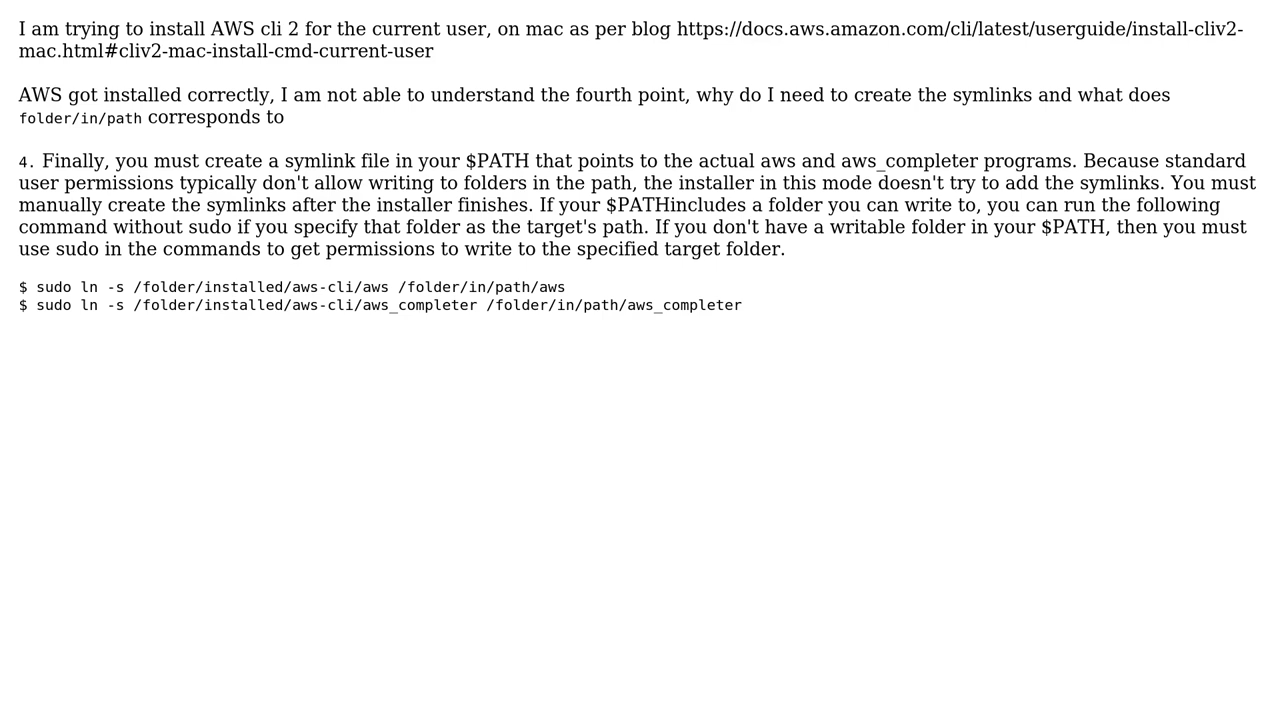 I am trying to install AWS cli 2 for the current user, on mac as per blog https://docs.aws.amazon.com/cli/latest/userguide/install-cliv2-
mac.html#cliv2-mac-install-cmd-current-user
AWS got installed correctly, I am not able to understand the fourth point, why do I need to create the symlinks and what does
folder/in/path corresponds to
4. Finally, you must create a symlink file in your $PATH that points to the actual aws and aws_completer programs. Because standard
user permissions typically don't allow writing to folders in the path, the installer in this mode doesn't try to add the symlinks. You must
manually create the symlinks after the installer finishes. If your $PATHincludes a folder you can write to, you can run the following
command without sudo if you specify that folder as the target's path. If you don't have a writable folder in your $PATH, then you must
use sudo in the commands to get permissions to write to the specified target folder.
$ sudo ln -s /folder/installed/aws-cli/aws /folder/in/path/aws
$ sudo ln -s /folder/installed/aws-cli/aws_completer /folder/in/path/aws_completer